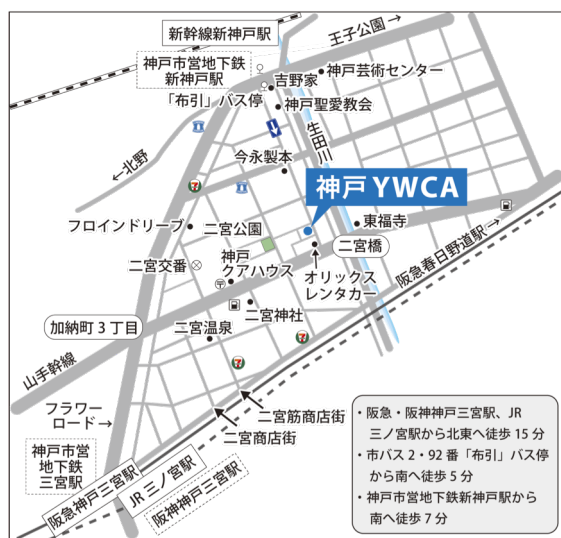 新幹線新神戸駅
王子公園→
神戸市営地下鉄
新神戸駅
吉野家
神戸芸術センター
「布引」バス停
神戸聖愛教会
生田川
←北野
今永製本
7
神戸 YWCA
フロインドリーブ
二宮公園
東福寺
二宮橋
阪急春日野道駅→
二宮交番
神戸
クアハウス
オリックス
レンタカー
二宮神社
加納町3丁目
二宮温泉
山手幹線
7
7
フラワー
ロード→
二宮筋商店街
二宮商店街
神戸市営
地下鉄
三宮駅
阪急神戸三宮駅
JR 三ノ宮駅
阪神神戸三宮駅
・阪急・阪神神戸三宮駅、JR
三ノ宮駅から北東へ徒歩 15 分
・市バス 2・92 番「布引」バス停
から南へ徒歩 5 分
・神戸市営地下鉄新神戸駅から
南へ徒歩 7 分